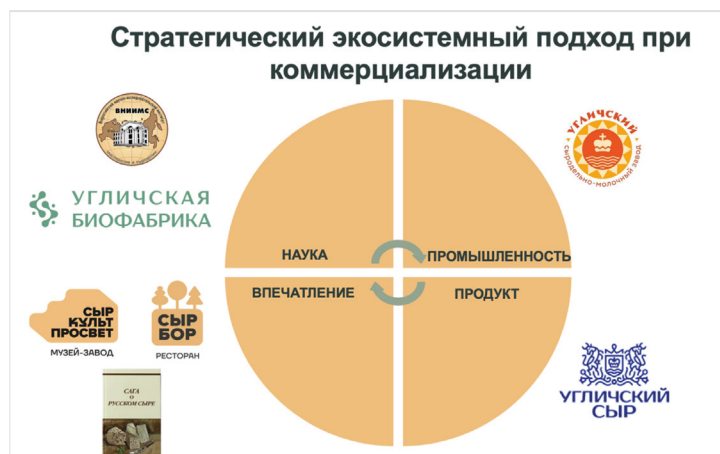 Стратегический экосистемный подход при
коммерциализации
ВНИИМС
УГЛИЧСКАЯ
БИОФАБРИКА
УГЛИЧСКИЙ
СЫРОДЕЛЬНО-МОЛОЧНЫЙ ЗАВОД
НАУКА
ПРОМЫШЛЕННОСТЬ
ВПЕЧАТЛЕНИЕ
ПРОДУКТ
СЫР
КУЛЬТ
ПРОСВЕТ
МУЗЕЙ-ЗАВОД
СЫР
БОР
РЕСТОРАН
САГА
О
РУССКОМ СЫРЕ
УГЛИЧСКИЙ
СЫР